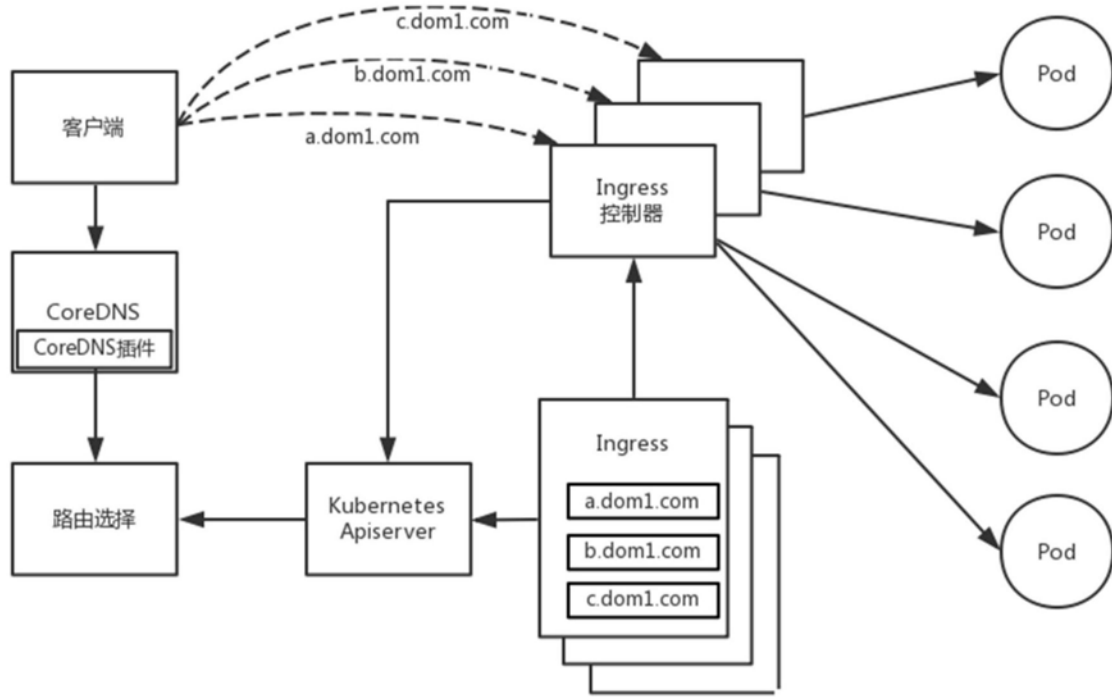 c.dom1.com
b.dom1.com
a.dom1.com
客户端
Ingress
控制器
Pod
Pod
CoreDNS
CoreDNS插件
Pod
Ingress
a.dom1.com
b.dom1.com
c.dom1.com
路由选择
Kubernetes
Apiserver
Pod